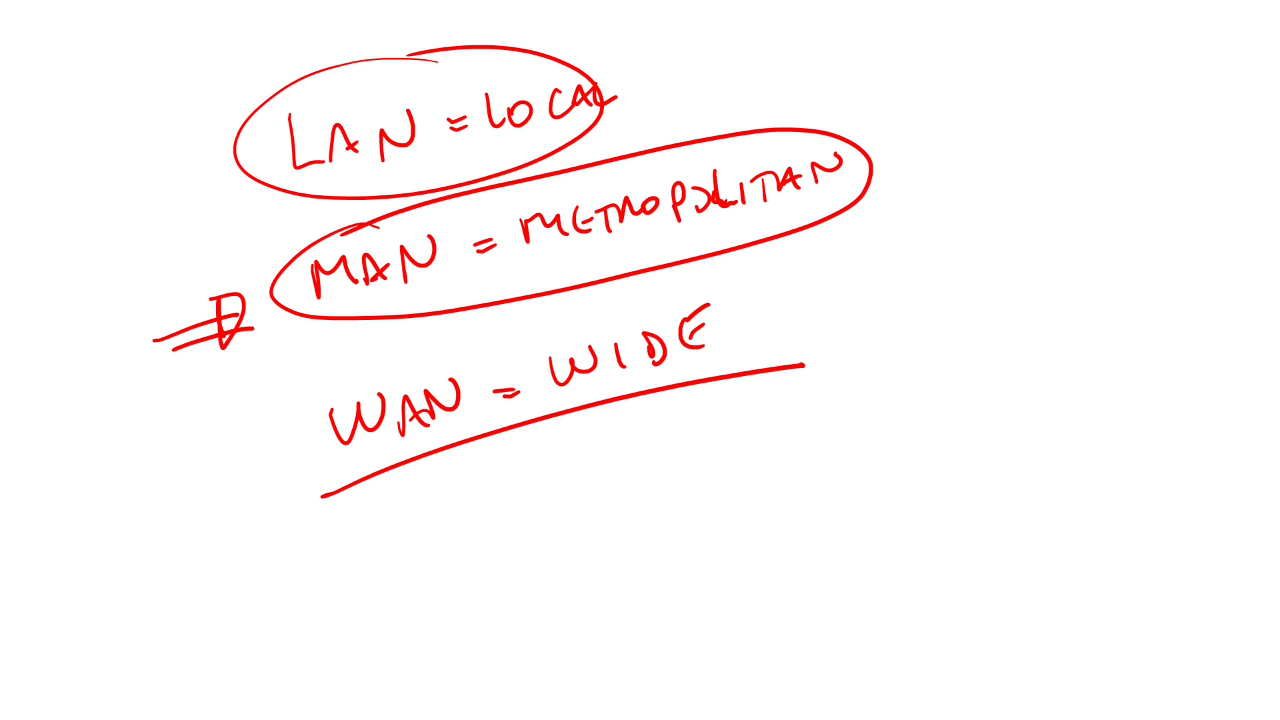 LAN = LOCAL
MAN = METROPOLITAN
WAN = WIDE